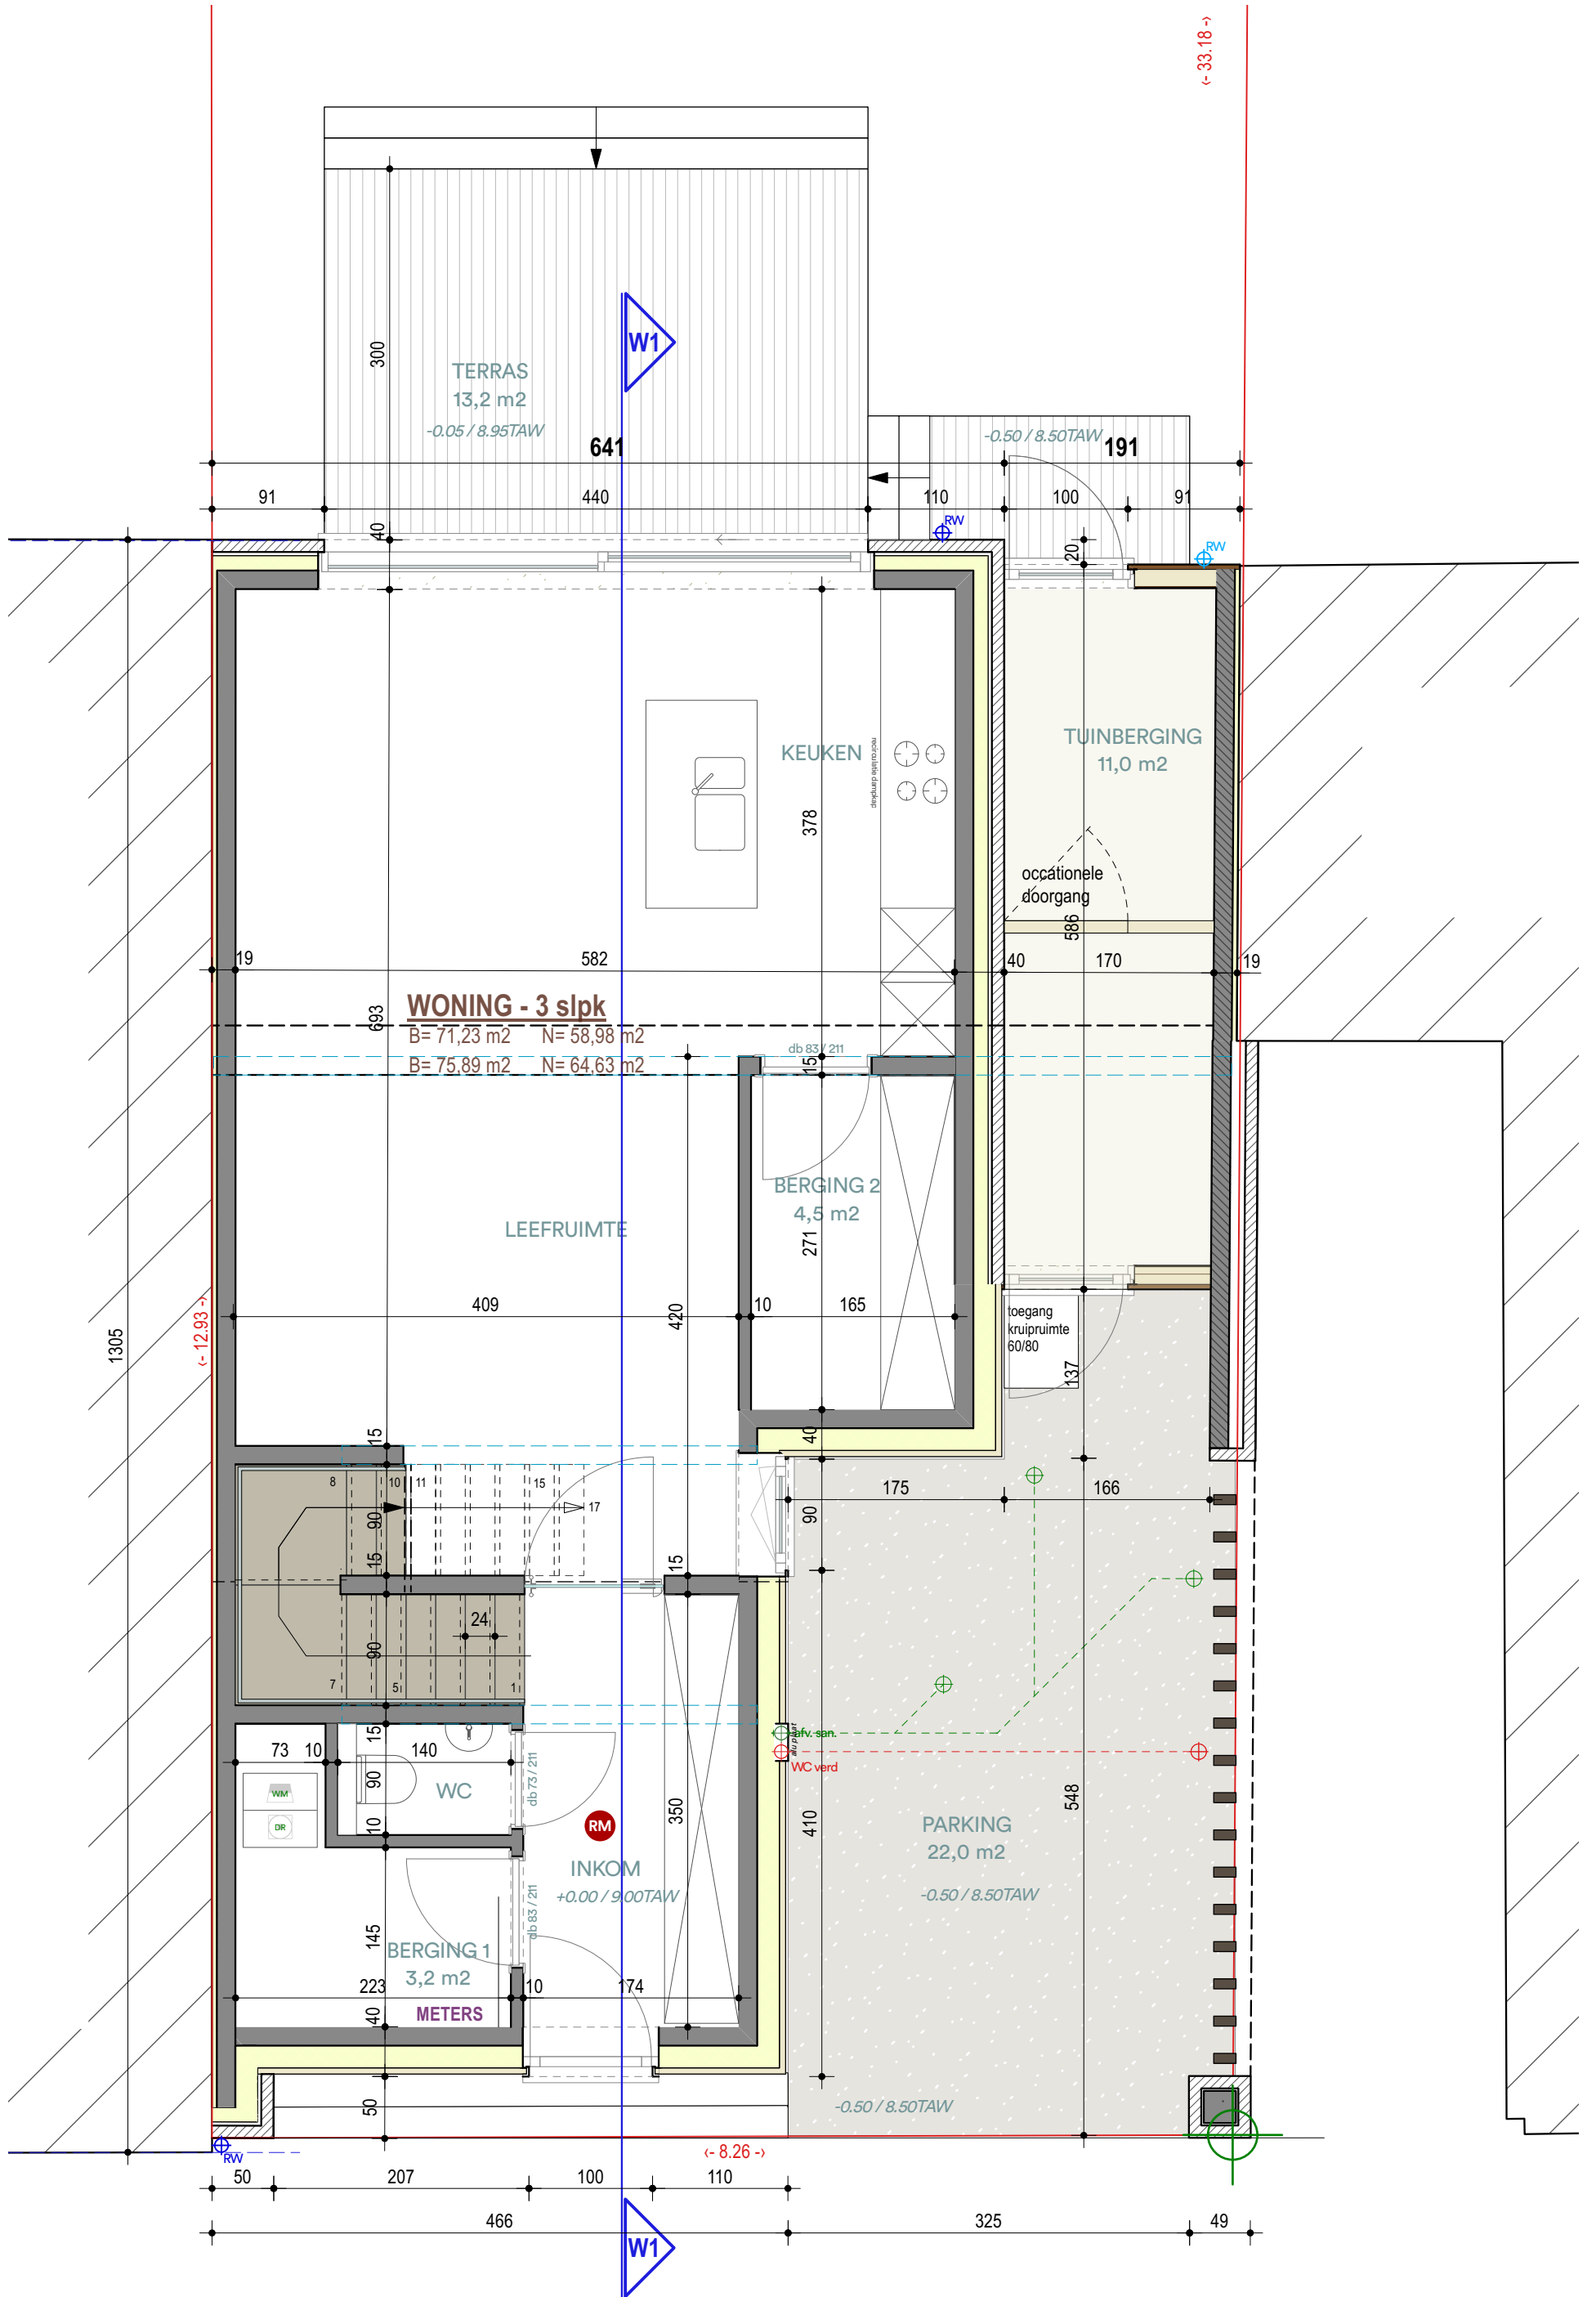 <- 33.18 ->
W1
300
TERRAS
13,2 m2
-0.05 / 8.95TAW
-0.50 / 8.50TAW
641
191
91
440
110
100
91
40
RW
20
RW
KEUKEN
recirculatie dampkap
TUINBERGING
11,0 m2
378
occationele
doorgang
586
19
582
40
170
19
693
WONING - 3 slpk
B= 71,23 m2 N= 58,98 m2
B= 75,89 m2 N= 64,63 m2
db 83 / 211
15
BERGING 2
4,5 m2
271
LEEFRUIMTE
409
10
165
420
1305
<- 12.93 ->
toegang
kruipruimte
60/80
137
15
40
8
10
11
15
17
90
175
166
90
15
15
24
90
7
5
1
15
73
10
140
90
WC
db 73 / 211
WM
DR
10
RM
350
410
afv. san.
alu plaat
WC verd
548
PARKING
22,0 m2
-0.50 / 8.50TAW
INKOM
+0.00 / 9.00TAW
db 83 / 211
145
BERGING 1
3,2 m2
223
10
174
METERS
40
50
-0.50 / 8.50TAW
RW
<- 8.26 ->
50
207
100
110
466
325
49
W1